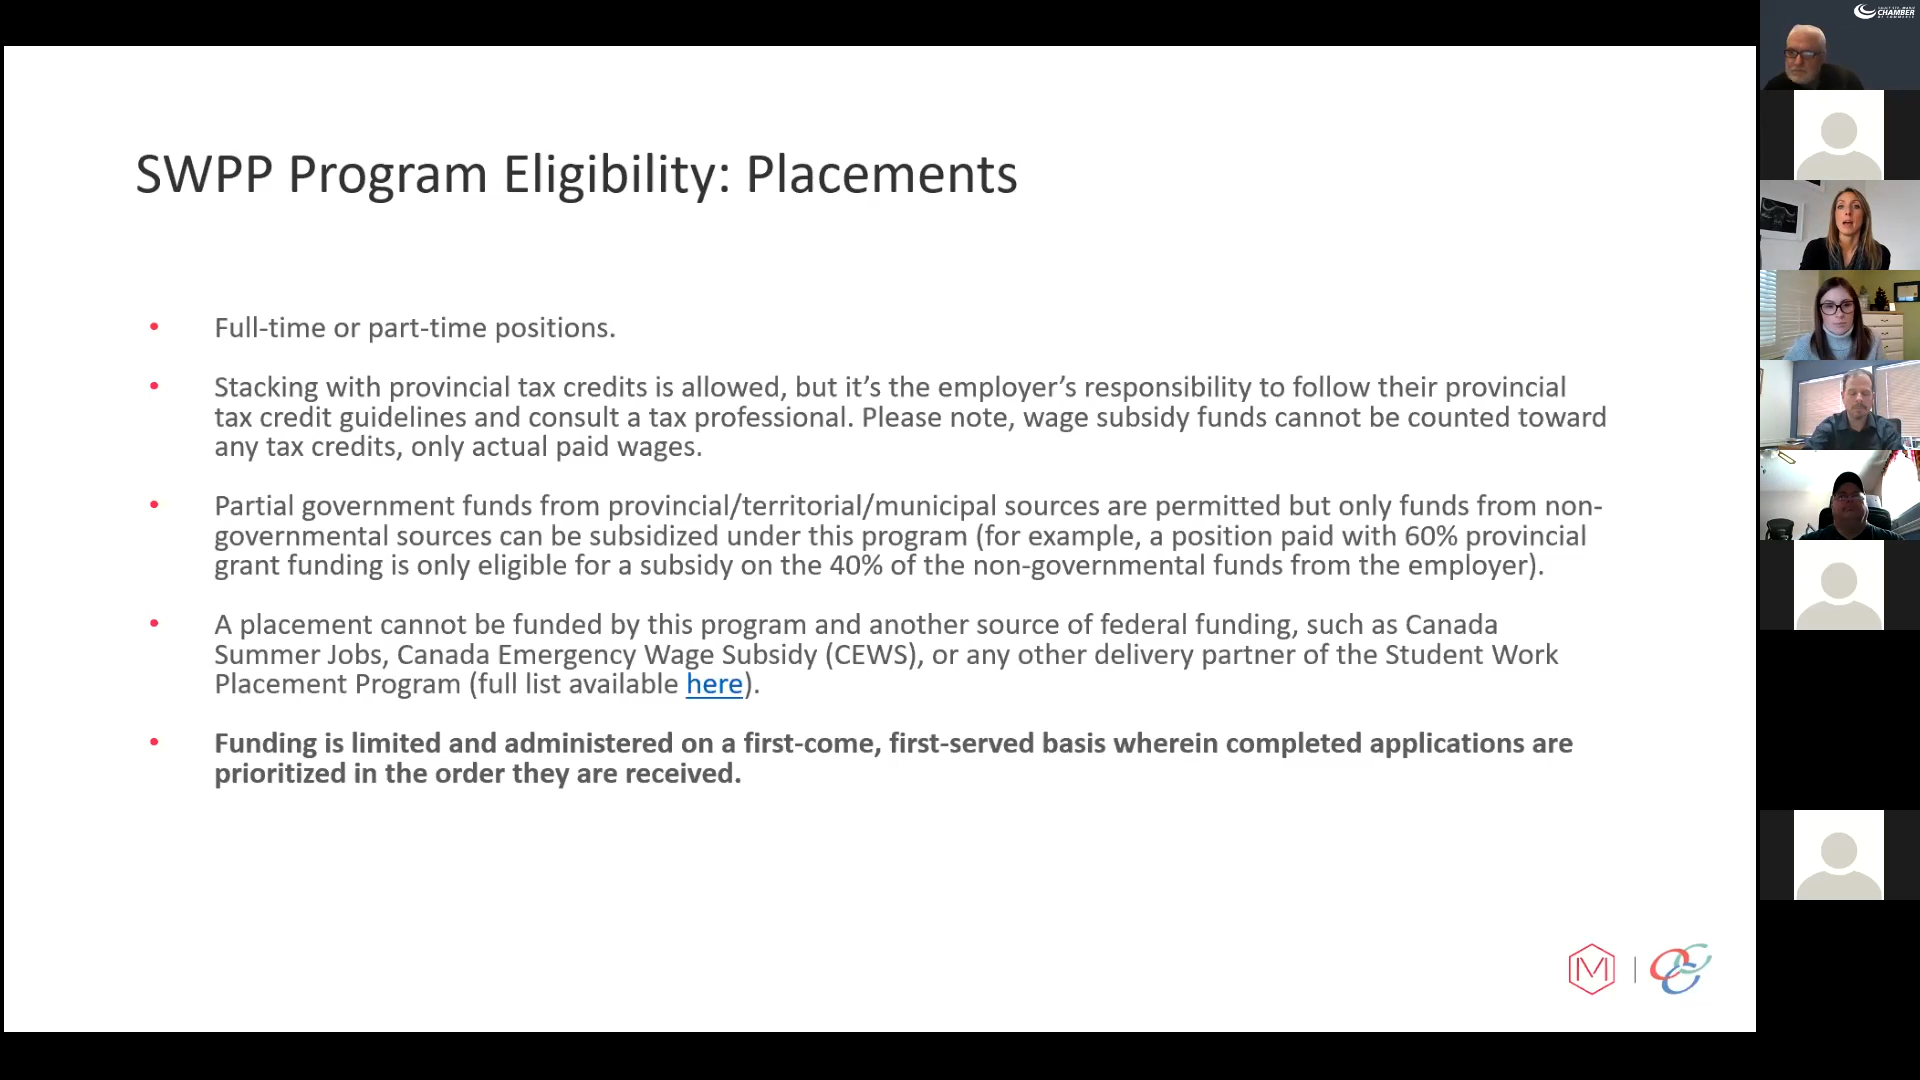 SAULT STE. MARIE
CHAMBER
OF COMMERCE
SWPP Program Eligibility: Placements
• Full-time or part-time positions.
• Stacking with provincial tax credits is allowed, but it’s the employer’s responsibility to follow their provincial
tax credit guidelines and consult a tax professional. Please note, wage subsidy funds cannot be counted toward
any tax credits, only actual paid wages.
• Partial government funds from provincial/territorial/municipal sources are permitted but only funds from non-
governmental sources can be subsidized under this program (for example, a position paid with 60% provincial
grant funding is only eligible for a subsidy on the 40% of the non-governmental funds from the employer).
• A placement cannot be funded by this program and another source of federal funding, such as Canada
Summer Jobs, Canada Emergency Wage Subsidy (CEWS), or any other delivery partner of the Student Work
Placement Program (full list available here).
• Funding is limited and administered on a first-come, first-served basis wherein completed applications are
prioritized in the order they are received.